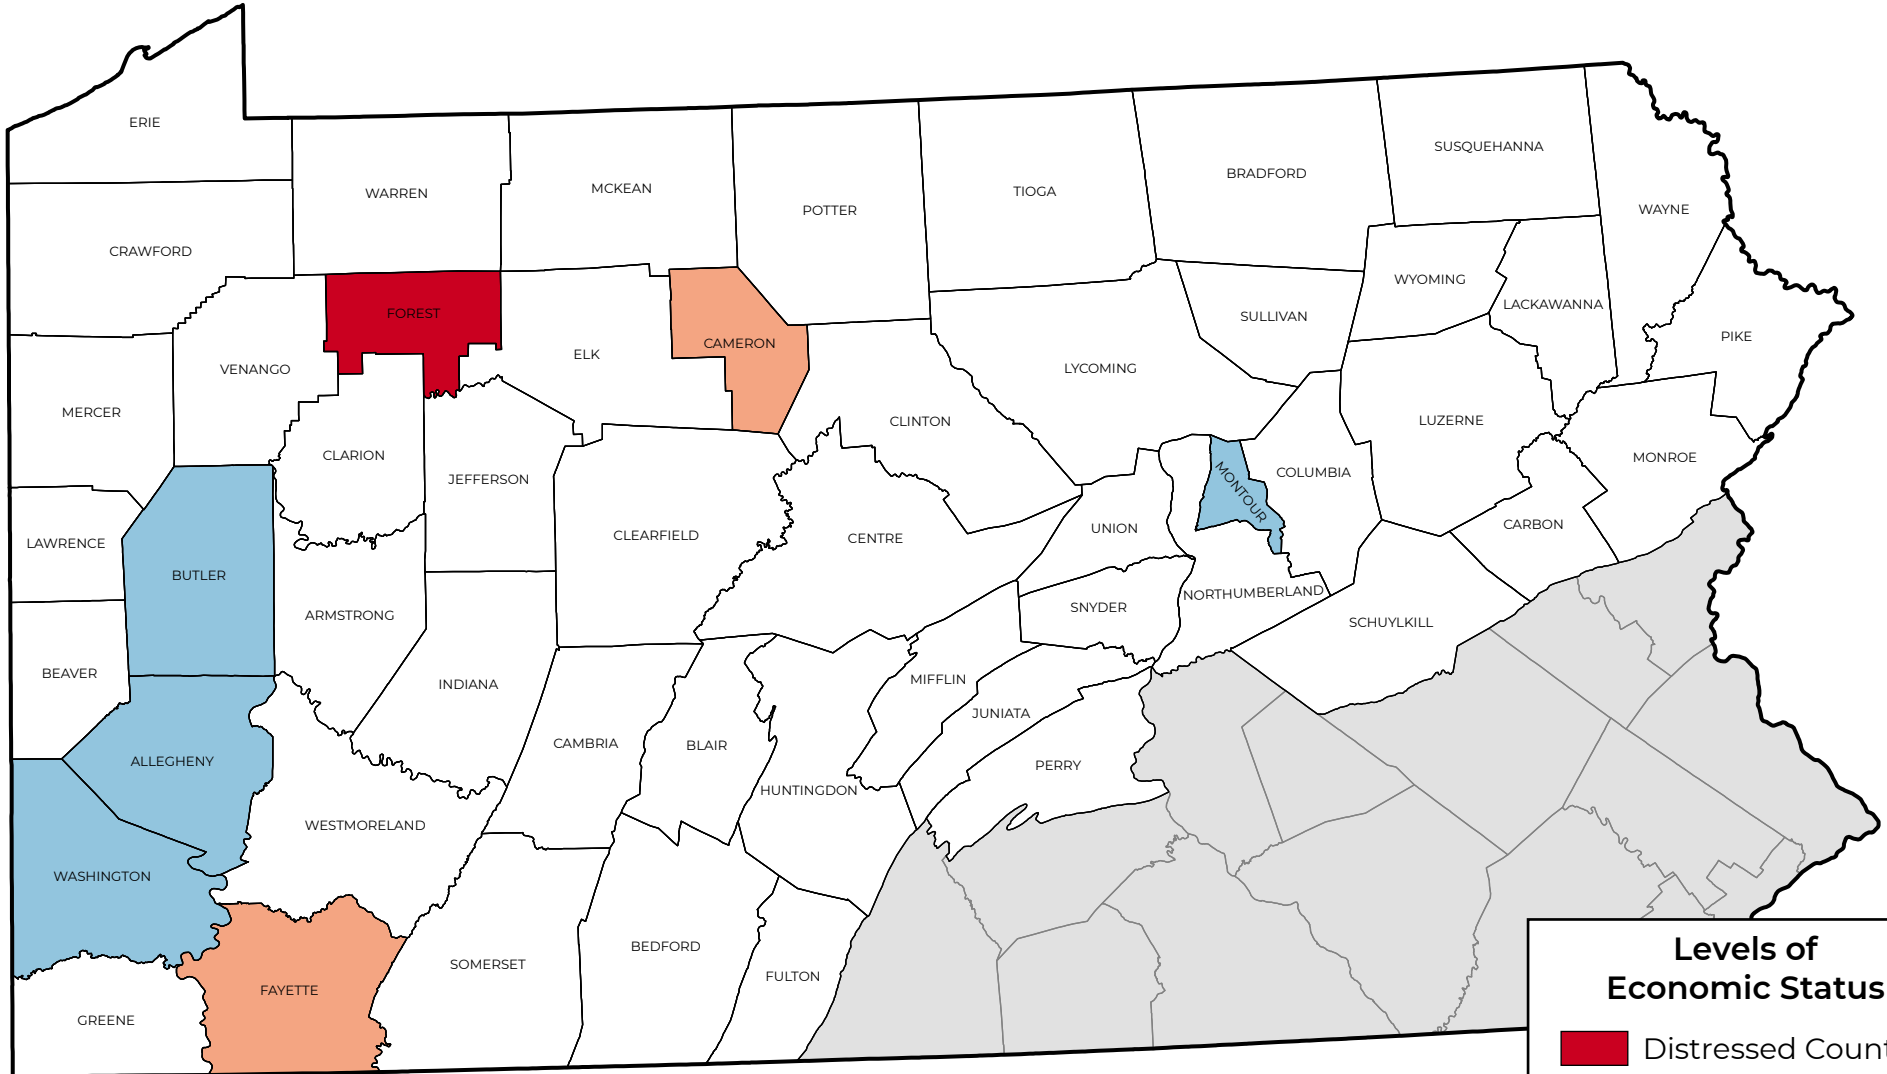 ERIE
WARREN
MCKEAN
POTTER
TIOGA
BRADFORD
SUSQUEHANNA
WAYNE
CRAWFORD
FOREST
ELK
CAMERON
SULLIVAN
WYOMING
LACKAWANNA
PIKE
VENANGO
MERCER
LYCOMING
CLINTON
LUZERNE
MONROE
CLARION
JEFFERSON
MONTOUR
COLUMBIA
LAWRENCE
BUTLER
CLEARFIELD
CENTRE
UNION
CARBON
ARMSTRONG
SNYDER
NORTHUMBERLAND
SCHUYLKILL
BEAVER
INDIANA
MIFFLIN
JUNIATA
ALLEGHENY
CAMBRIA
BLAIR
HUNTINGDON
PERRY
WESTMORELAND
WASHINGTON
GREENE
FAYETTE
SOMERSET
BEDFORD
FULTON
Levels of
Economic Status
Distressed Count